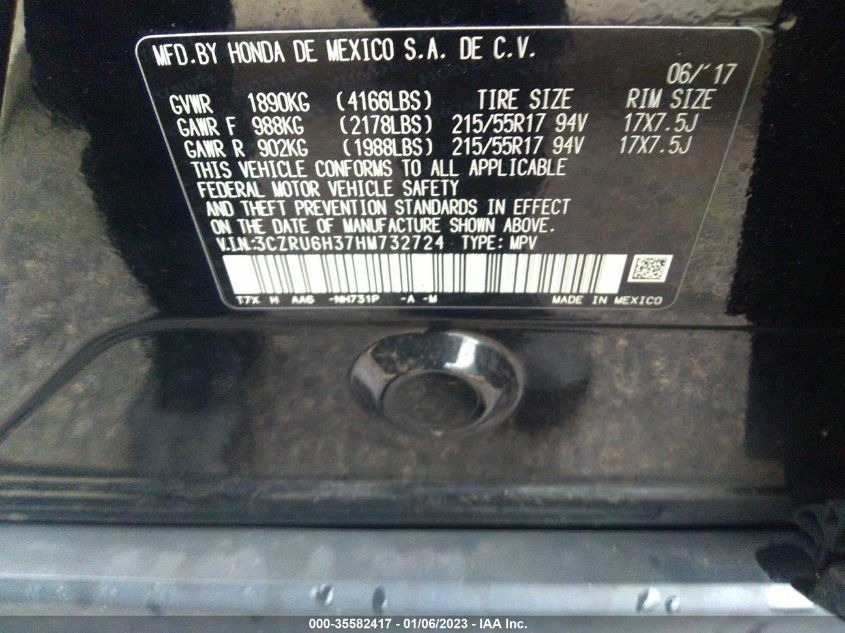 MFD.BY HONDA DE MEXICO S.A. DE C.V.
06/'17
GVWR 1890KG (4166LBS) TIRE SIZE RIM SIZE
GAWR F 988KG (2178LBS) 215/55R17 94V 17X7.5J
GAWR R 902KG (1988LBS) 215/55R17 94V 17X7.5J
THIS VEHICLE CONFORMS TO ALL APPLICABLE
FEDERAL MOTOR VEHICLE SAFETY
AND THEFT PREVENTION STANDARDS IN EFFECT
ON THE DATE OF MANUFACTURE SHOWN ABOVE.
V.I.N:3CZRU6H37HM732724 TYPE: MPV
T7X H AA6 -NH731P -A -M MADE IN MEXICO
000-35582417 - 01/06/2023 - IAA Inc.